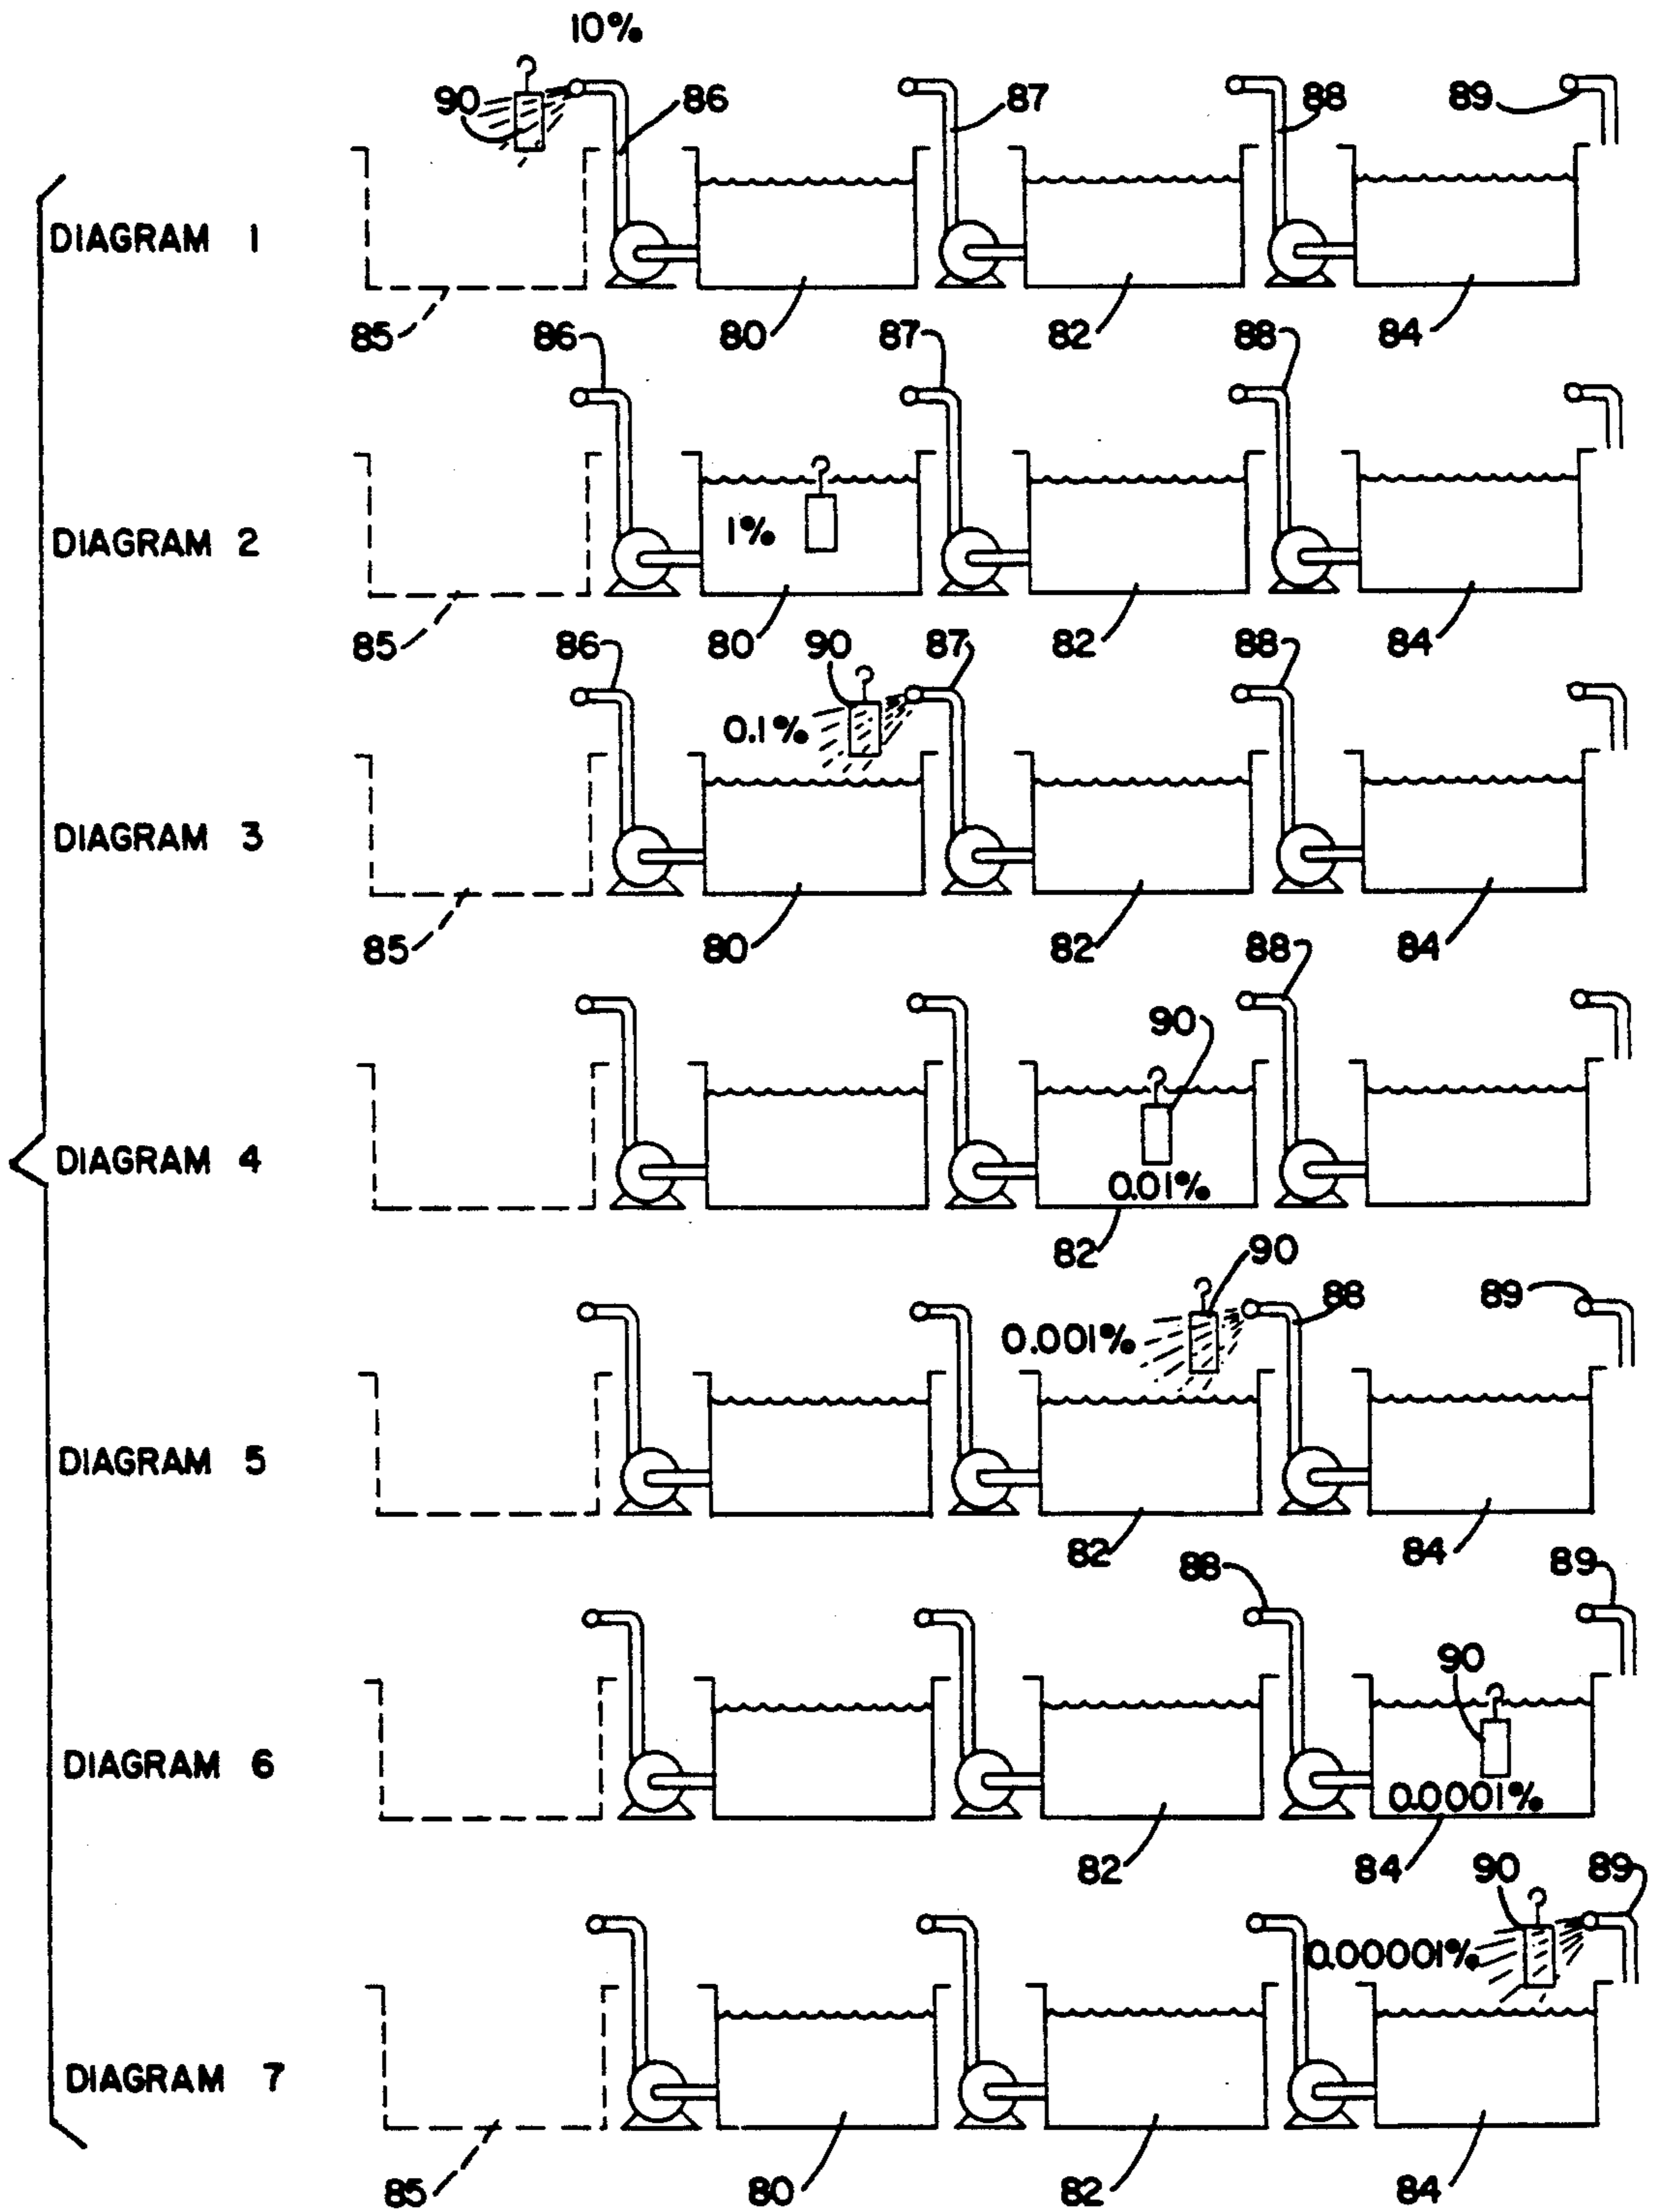 10%
90 86 87 88 89
DIAGRAM 1
85 80 82 84
86 87 88
DIAGRAM 2
1%
85 80 82 84
86 90 87 88
0.1%
DIAGRAM 3
85 80 82 84
88
90
DIAGRAM 4
0.01%
82
90
88 89
0.001%
DIAGRAM 5
82 84
88 89
90
DIAGRAM 6
0.0001%
82 84
90 89
0.00001%
DIAGRAM 7
85 80 82 84